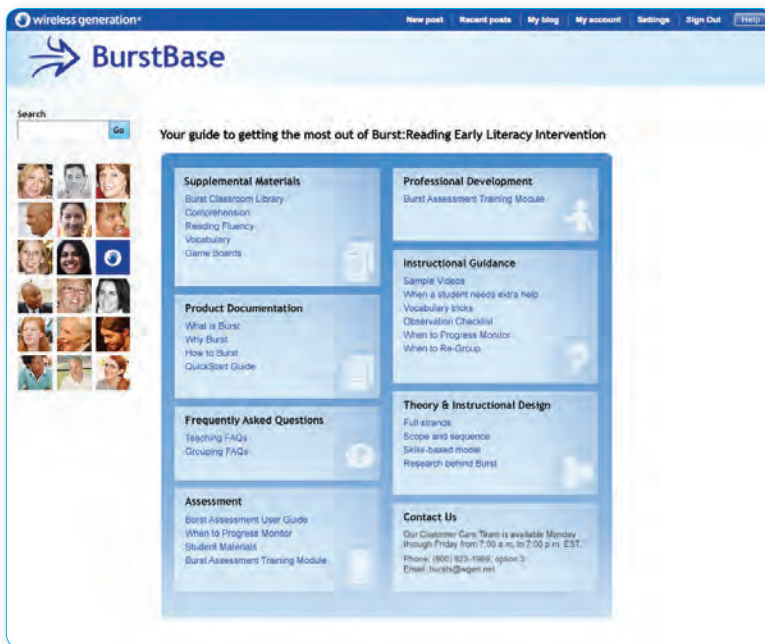 wireless generation
New post Recent posts My blog My account Settings Sign Out Help
BurstBase
Search
Go
Your guide to getting the most out of Burst:Reading Early Literacy Intervention
Supplemental Materials
Burst Classroom Library
Comprehension
Reading Fluency
Vocabulary
Game Boards
Product Documentation
What is Burst
Why Burst
How to Burst
QuickStart Guide
Frequently Asked Questions
Teaching FAQs
Grouping FAQs
Assessment
Burst Assessment User Guide
When to Progress Monitor
Student Materials
Burst Assessment Training Module
Professional Development
Burst Assessment Training Module
Instructional Guidance
Sample Videos
When a student needs extra help
Vocabulary tricks
Observation Checklist
When to Progress Monitor
When to Re-Group
Theory & Instructional Design
Full strands
Scope and sequence
Skills-based model
Research behind Burst
Contact Us
Our Customer Care Team is available Monday
through Friday from 7:00 a.m. to 7:00 p.m. EST.
Phone: (800) 823-1969, option 3
Email: bursts@wgen.net